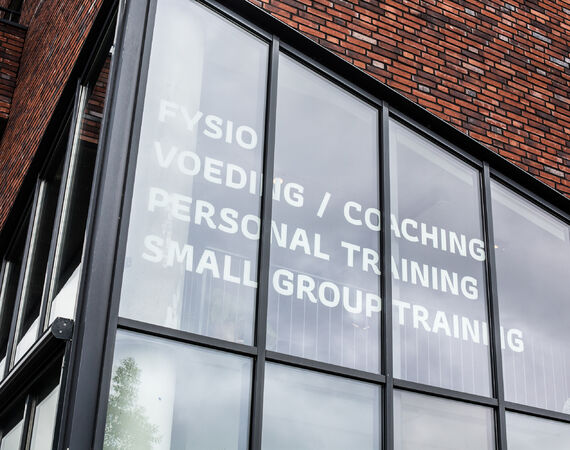 FYSIO
VOEDING / COACHING
PERSONAL TRAINING
SMALL GROUP TRAINING